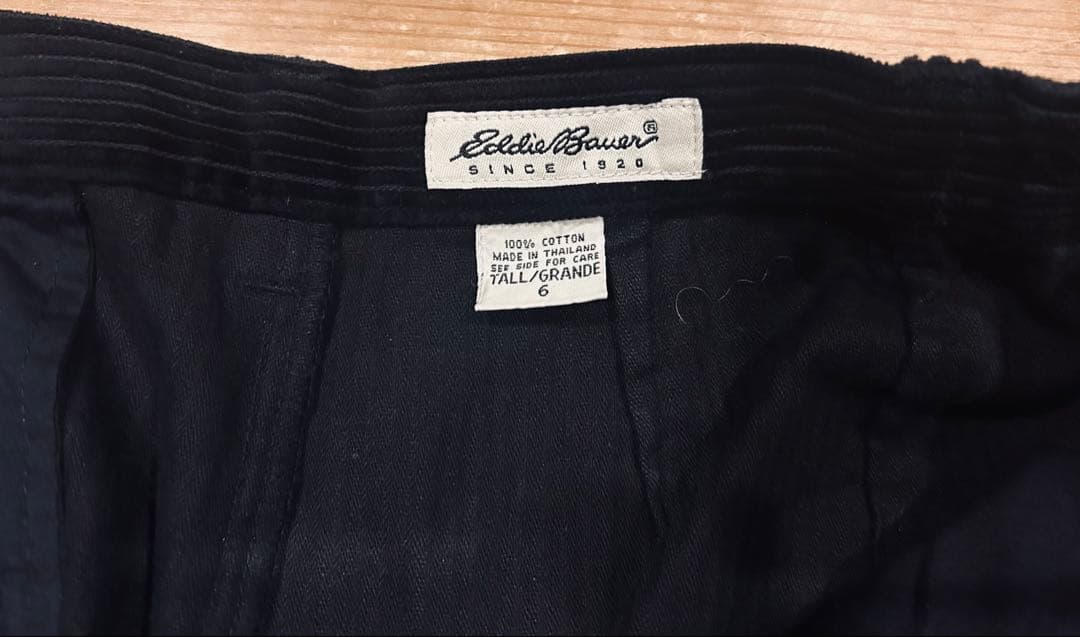 Eddie Bauer®
SINCE 1920
100% COTTON
MADE IN THAILAND
SEE SIDE FOR CARE
TALL/GRANDE
6